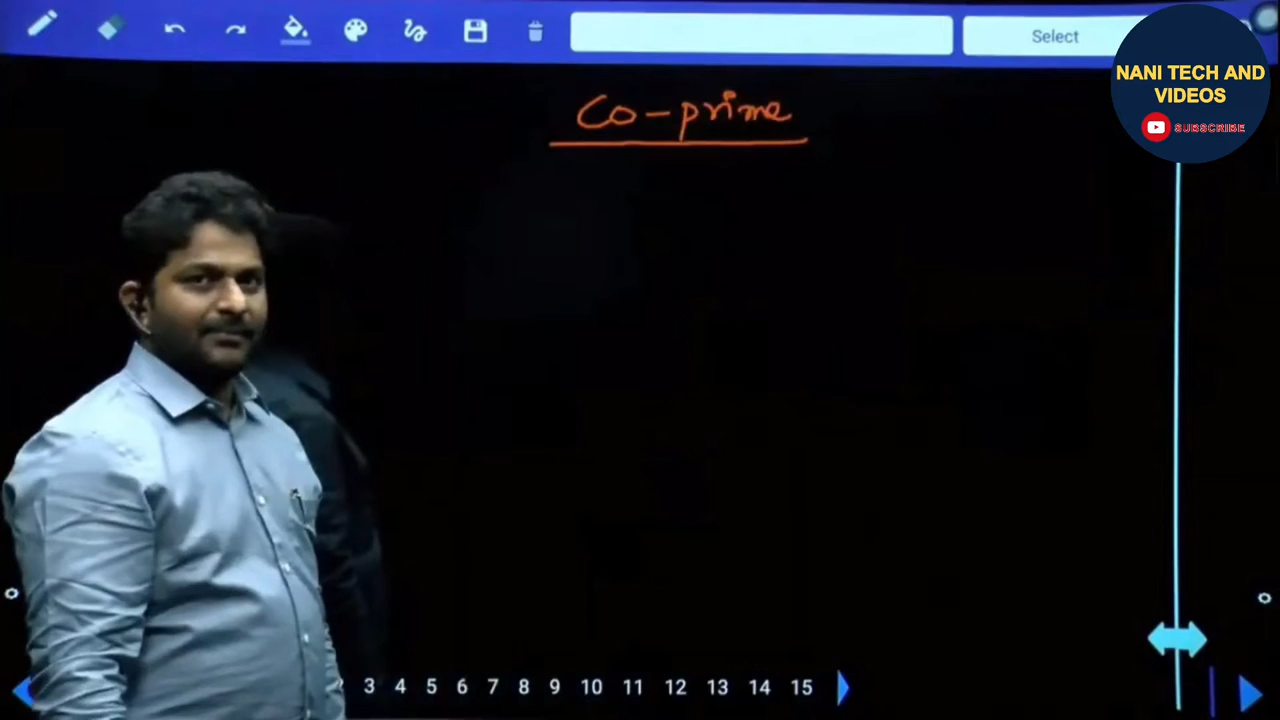 Select
NANI TECH AND
VIDEOS
SUBSCRIBE
Co-prime
3 4 5 6 7 8 9 10 11 12 13 14 15